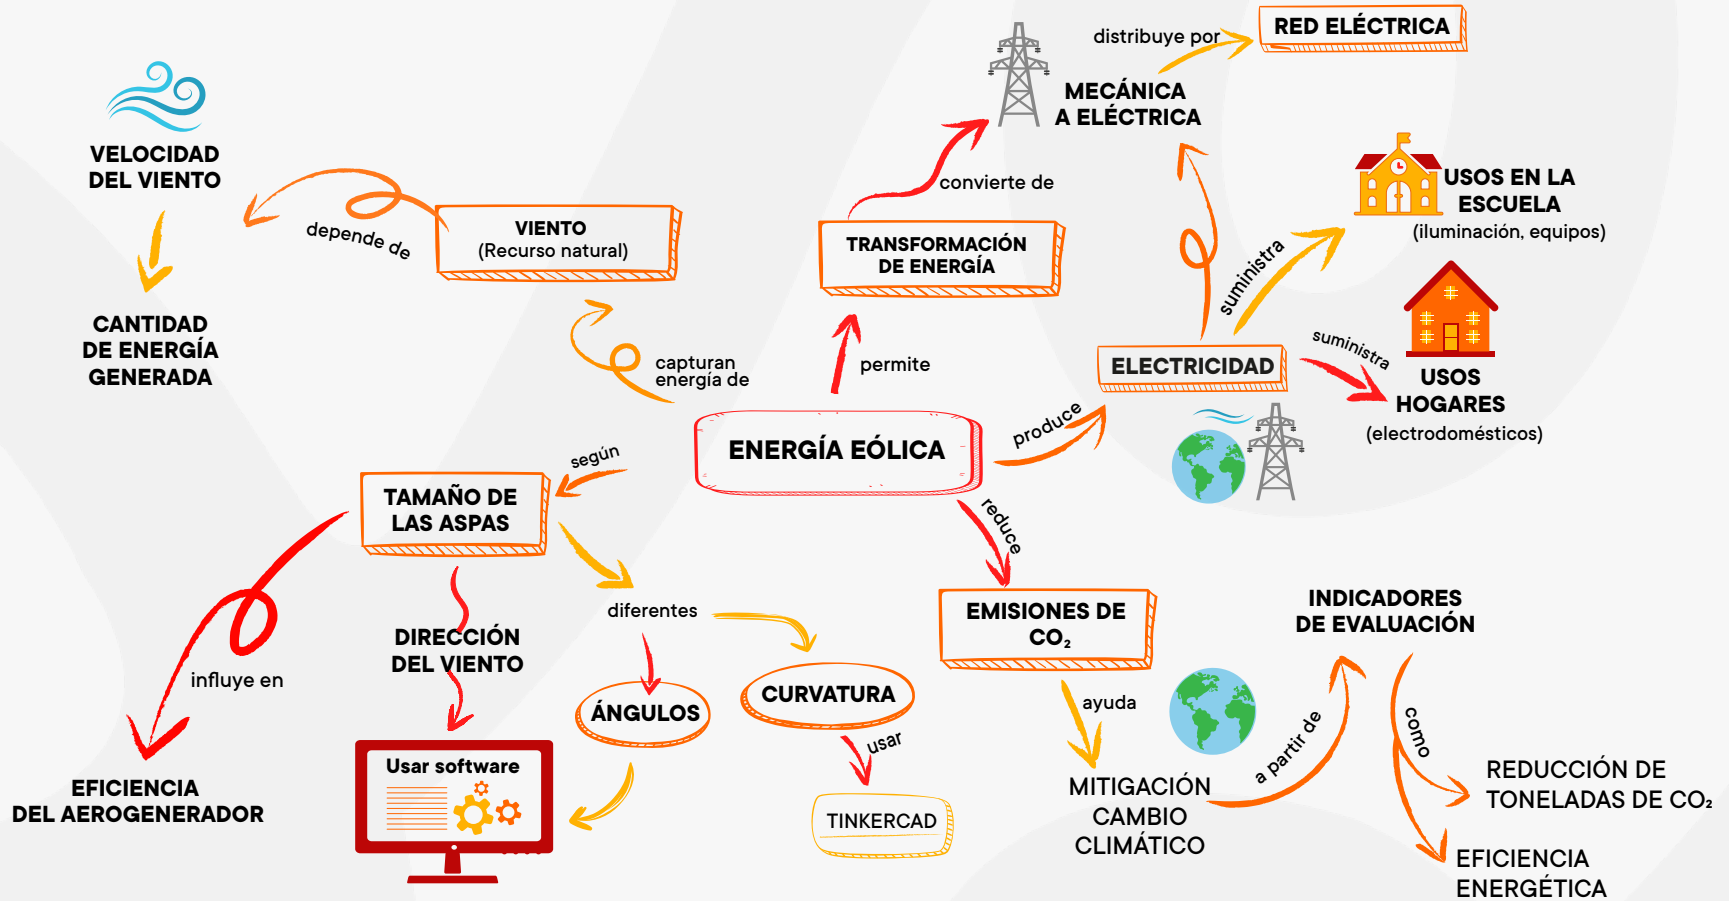 distribuye por
RED ELÉCTRICA
MECÁNICA
A ELÉCTRICA
VELOCIDAD
DEL VIENTO
depende de
VIENTO
(Recurso natural)
convierte de
TRANSFORMACIÓN
DE ENERGÍA
USOS EN LA
ESCUELA
(iluminación, equipos)
suministra
CANTIDAD
DE ENERGÍA
GENERADA
capturan
energía de
permite
ELECTRICIDAD
suministra
USOS
HOGARES
(electrodomésticos)
ENERGÍA EÓLICA
produce
según
TAMAÑO DE
LAS ASPAS
reduce
diferentes
EMISIONES DE
CO₂
INDICADORES
DE EVALUACIÓN
DIRECCIÓN
DEL VIENTO
influye en
ÁNGULOS
CURVATURA
ayuda
usar
a partir de
como
Usar software
EFICIENCIA
DEL AEROGENERADOR
TINKERCAD
MITIGACIÓN
CAMBIO
CLIMÁTICO
REDUCCIÓN DE
TONELADAS DE CO₂
EFICIENCIA
ENERGÉTICA